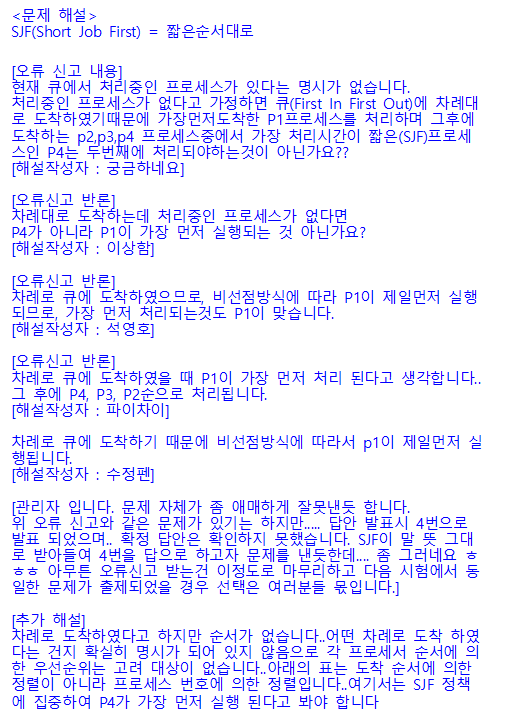 <문제 해설>
SJF(Short Job First) = 짧은순서대로
[오류 신고 내용]
현재 큐에서 처리중인 프로세스가 있다는 명시가 없습니다.
처리중인 프로세스가 없다고 가정하면 큐(First In First Out)에 차례대
로 도착하였기때문에 가장먼저도착한 P1프로세스를 처리하며 그후에
도착하는 p2,p3,p4 프로세스중에서 가장 처리시간이 짧은(SJF)프로세
스인 P4는 두번째에 처리되야하는것이 아닌가요??
[해설작성자 : 궁금하네요]
[오류신고 반론]
차례대로 도착하는데 처리중인 프로세스가 없다면
P4가 아니라 P1이 가장 먼저 실행되는 것 아닌가요?
[해설작성자 : 이상함]
[오류신고 반론]
차례로 큐에 도착하였으므로, 비선점방식에 따라 P1이 제일먼저 실행
되므로, 가장 먼저 처리되는것도 P1이 맞습니다.
[해설작성자 : 석영호]
[오류신고 반론]
차례로 큐에 도착하였을 때 P1이 가장 먼저 처리 된다고 생각합니다..
그 후에 P4, P3, P2순으로 처리됩니다.
[해설작성자 : 파이차이]
차례로 큐에 도착하기 때문에 비선점방식에 따라서 p1이 제일먼저 실
행됩니다.
[해설작성자 : 수정펜]
[관리자 입니다. 문제 자체가 좀 애매하게 잘못낸듯 합니다.
위 오류 신고와 같은 문제가 있기는 하지만..... 답안 발표시 4번으로
발표 되었으며.. 확정 답안은 확인하지 못했습니다. SJF이 말 뜻 그대
로 받아들여 4번을 답으로 하고자 문제를 낸듯한데.... 좀 그러네요 ㅎ
ㅎㅎ 아무튼 오류신고 받는건 이정도로 마무리하고 다음 시험에서 동
일한 문제가 출제되었을 경우 선택은 여러분들 몫입니다.]
[추가 해설]
차례로 도착하였다고 하지만 순서가 없습니다..어떤 차례로 도착 하였
다는 건지 확실히 명시가 되어 있지 않음으로 각 프로세서 순서에 의
한 우선순위는 고려 대상이 없습니다..아래의 표는 도착 순서에 의한
정렬이 아니라 프로세스 번호에 의한 정렬입니다..여기서는 SJF 정책
에 집중하여 P4가 가장 먼저 실행 된다고 봐야 합니다